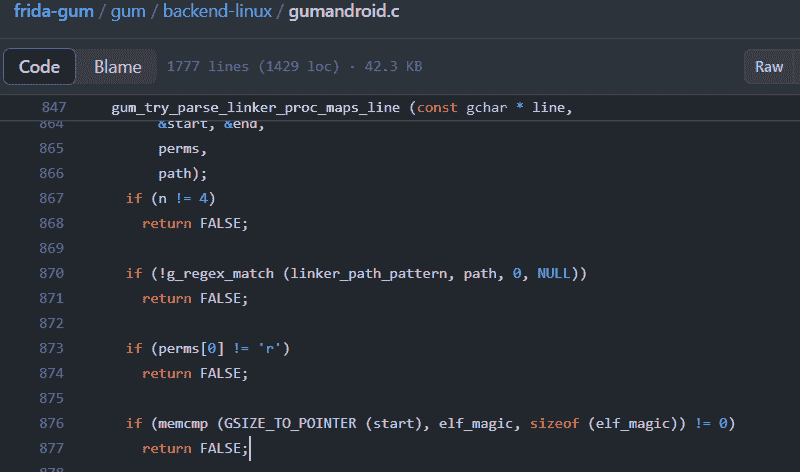 frida-gum / gum / backend-linux / gumandroid.c
Code Blame 1777 lines (1429 loc) · 42.3 KB Raw
847 gum_try_parse_linker_proc_maps_line (const gchar * line,
864 &start, &end,
865 perms,
866 path);
867 if (n != 4)
868 return FALSE;
869
870 if (!g_regex_match (linker_path_pattern, path, 0, NULL))
871 return FALSE;
872
873 if (perms[0] != 'r')
874 return FALSE;
875
876 if (memcmp (GSIZE_TO_POINTER (start), elf_magic, sizeof (elf_magic)) != 0)
877 return FALSE;
878